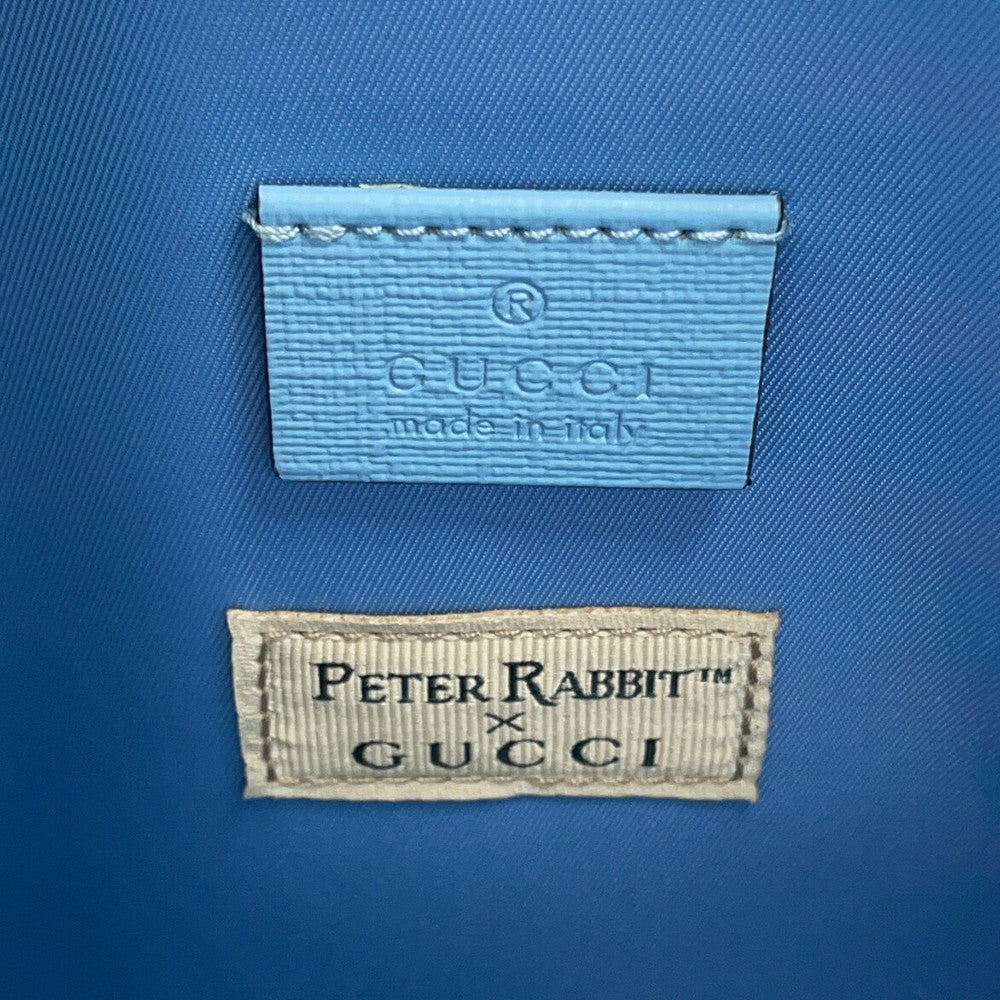 ®
GUCCI
made in italy
PETER RABBIT™
×
GUCCI